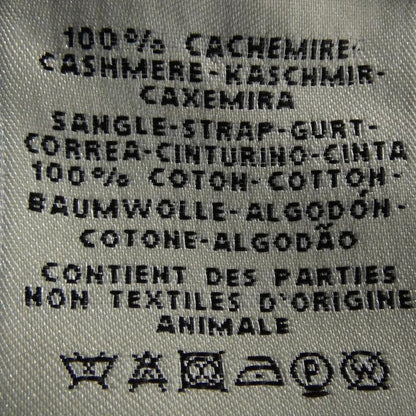 100% CACHEMIRE-
CASHMERE-KASCHMIR-
CAXEMIRA
SANGLE-STRAP-GURT-
CORREA-CINTURINO-CINTA
100% COTON-COTTON-
BAUMWOLLE-ALGODÓN-
COTONE-ALGODÃO
CONTIENT DES PARTIES
NON TEXTILES D'ORIGINE
ANIMALE
P W